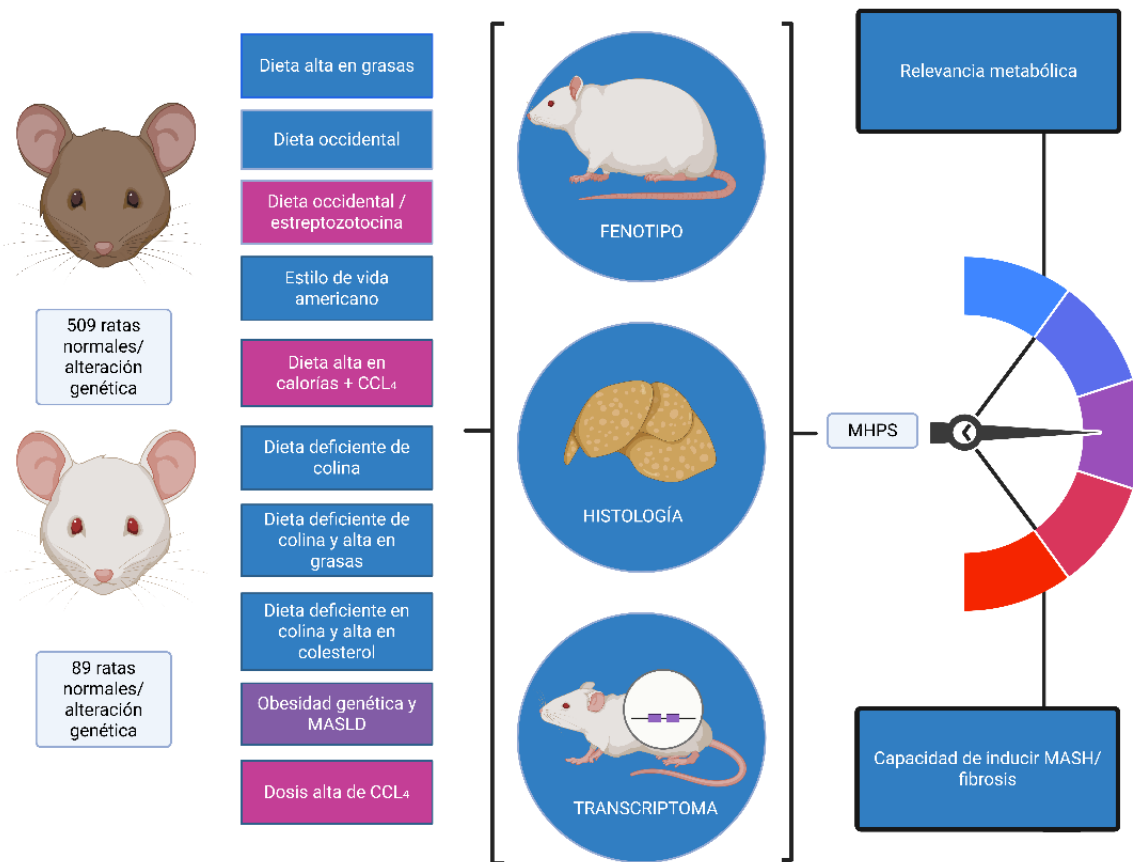 509 ratas
normales/
alteración
genética
89 ratas
normales/
alteración
genética
Dieta alta en grasas
Dieta occidental
Dieta occidental /
estreptozotocina
Estilo de vida
americano
Dieta alta en
calorías + CCL₄
Dieta deficiente de
colina
Dieta deficiente de
colina y alta en
grasas
Dieta deficiente en
colina y alta en
colesterol
Obesidad genética y
MASLD
Dosis alta de CCL₄
FENOTIPO
HISTOLOGÍA
TRANSCRIPTOMA
Relevancia metabólica
MHPS
Capacidad de inducir MASH/
fibrosis